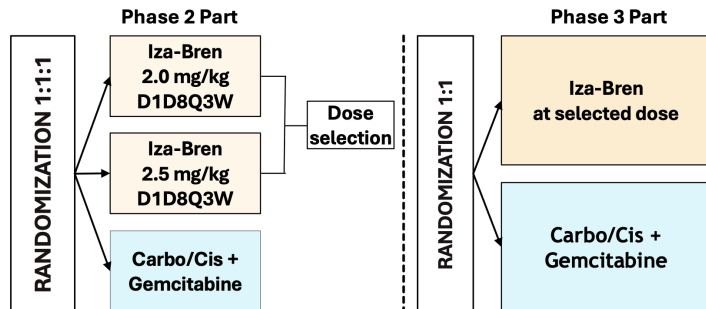 Phase 2 Part
RANDOMIZATION 1:1:1
Iza-Bren
2.0 mg/kg
D1D8Q3W
Iza-Bren
2.5 mg/kg
D1D8Q3W
Carbo/Cis +
Gemcitabine
Dose
selection
Phase 3 Part
RANDOMIZATION 1:1
Iza-Bren
at selected dose
Carbo/Cis +
Gemcitabine